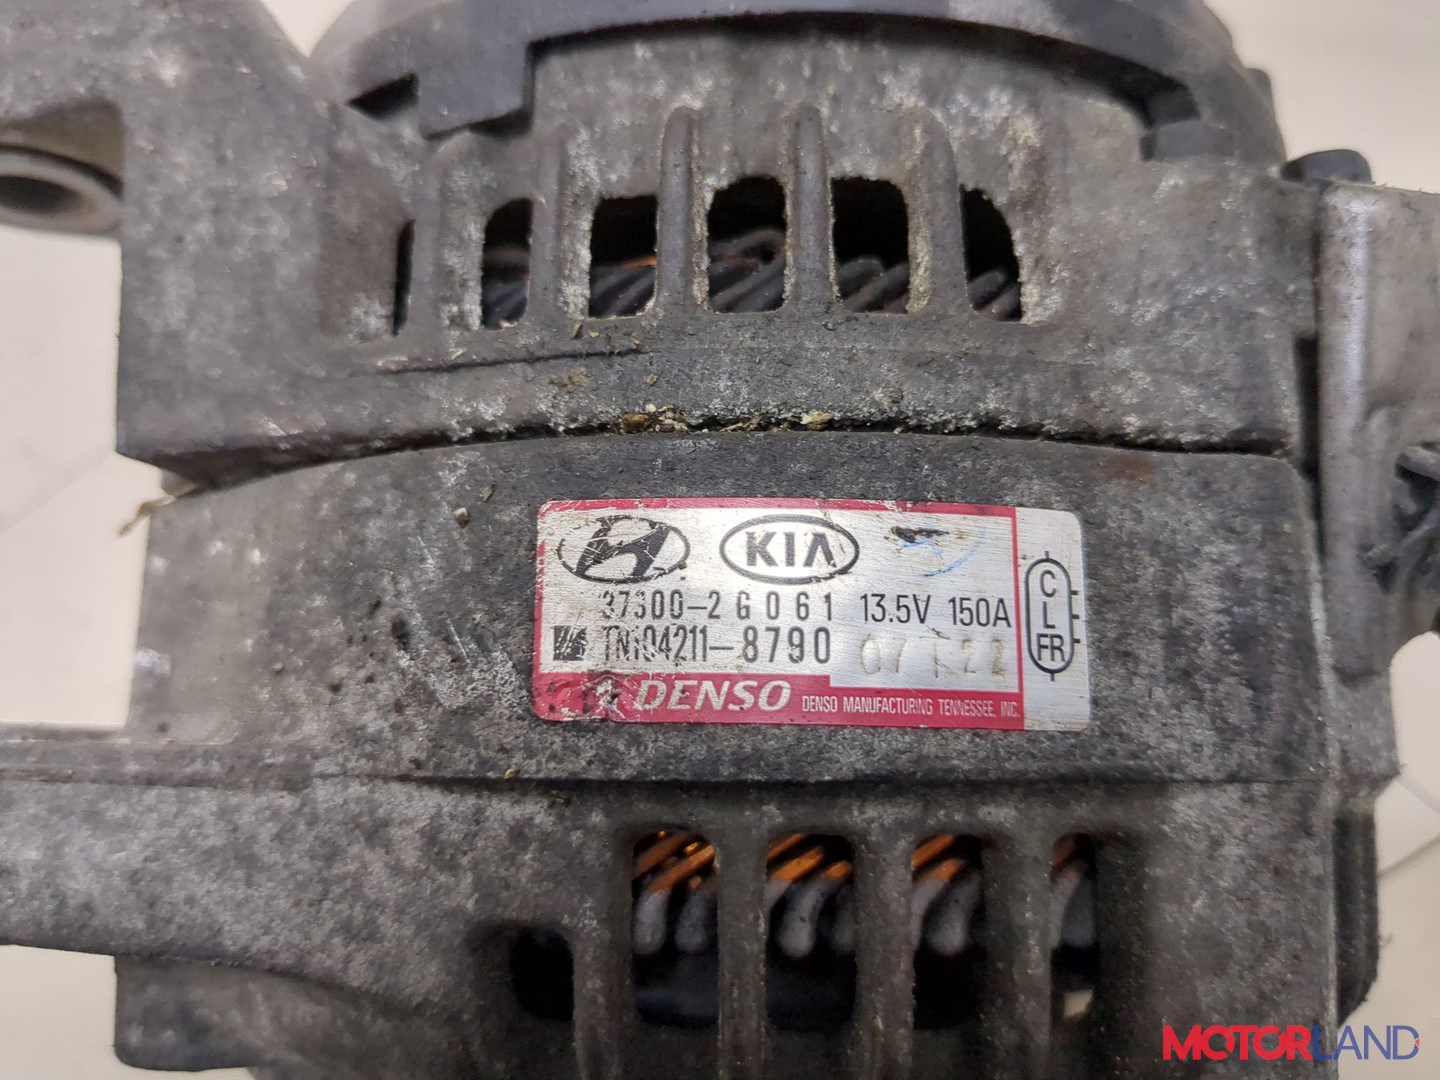 KIA
37300-2G061 13.5V 150A
TN104211-8790
DENSO DENSO MANUFACTURING TENNESSEE, INC.
C
L
FR
MOTORLAND